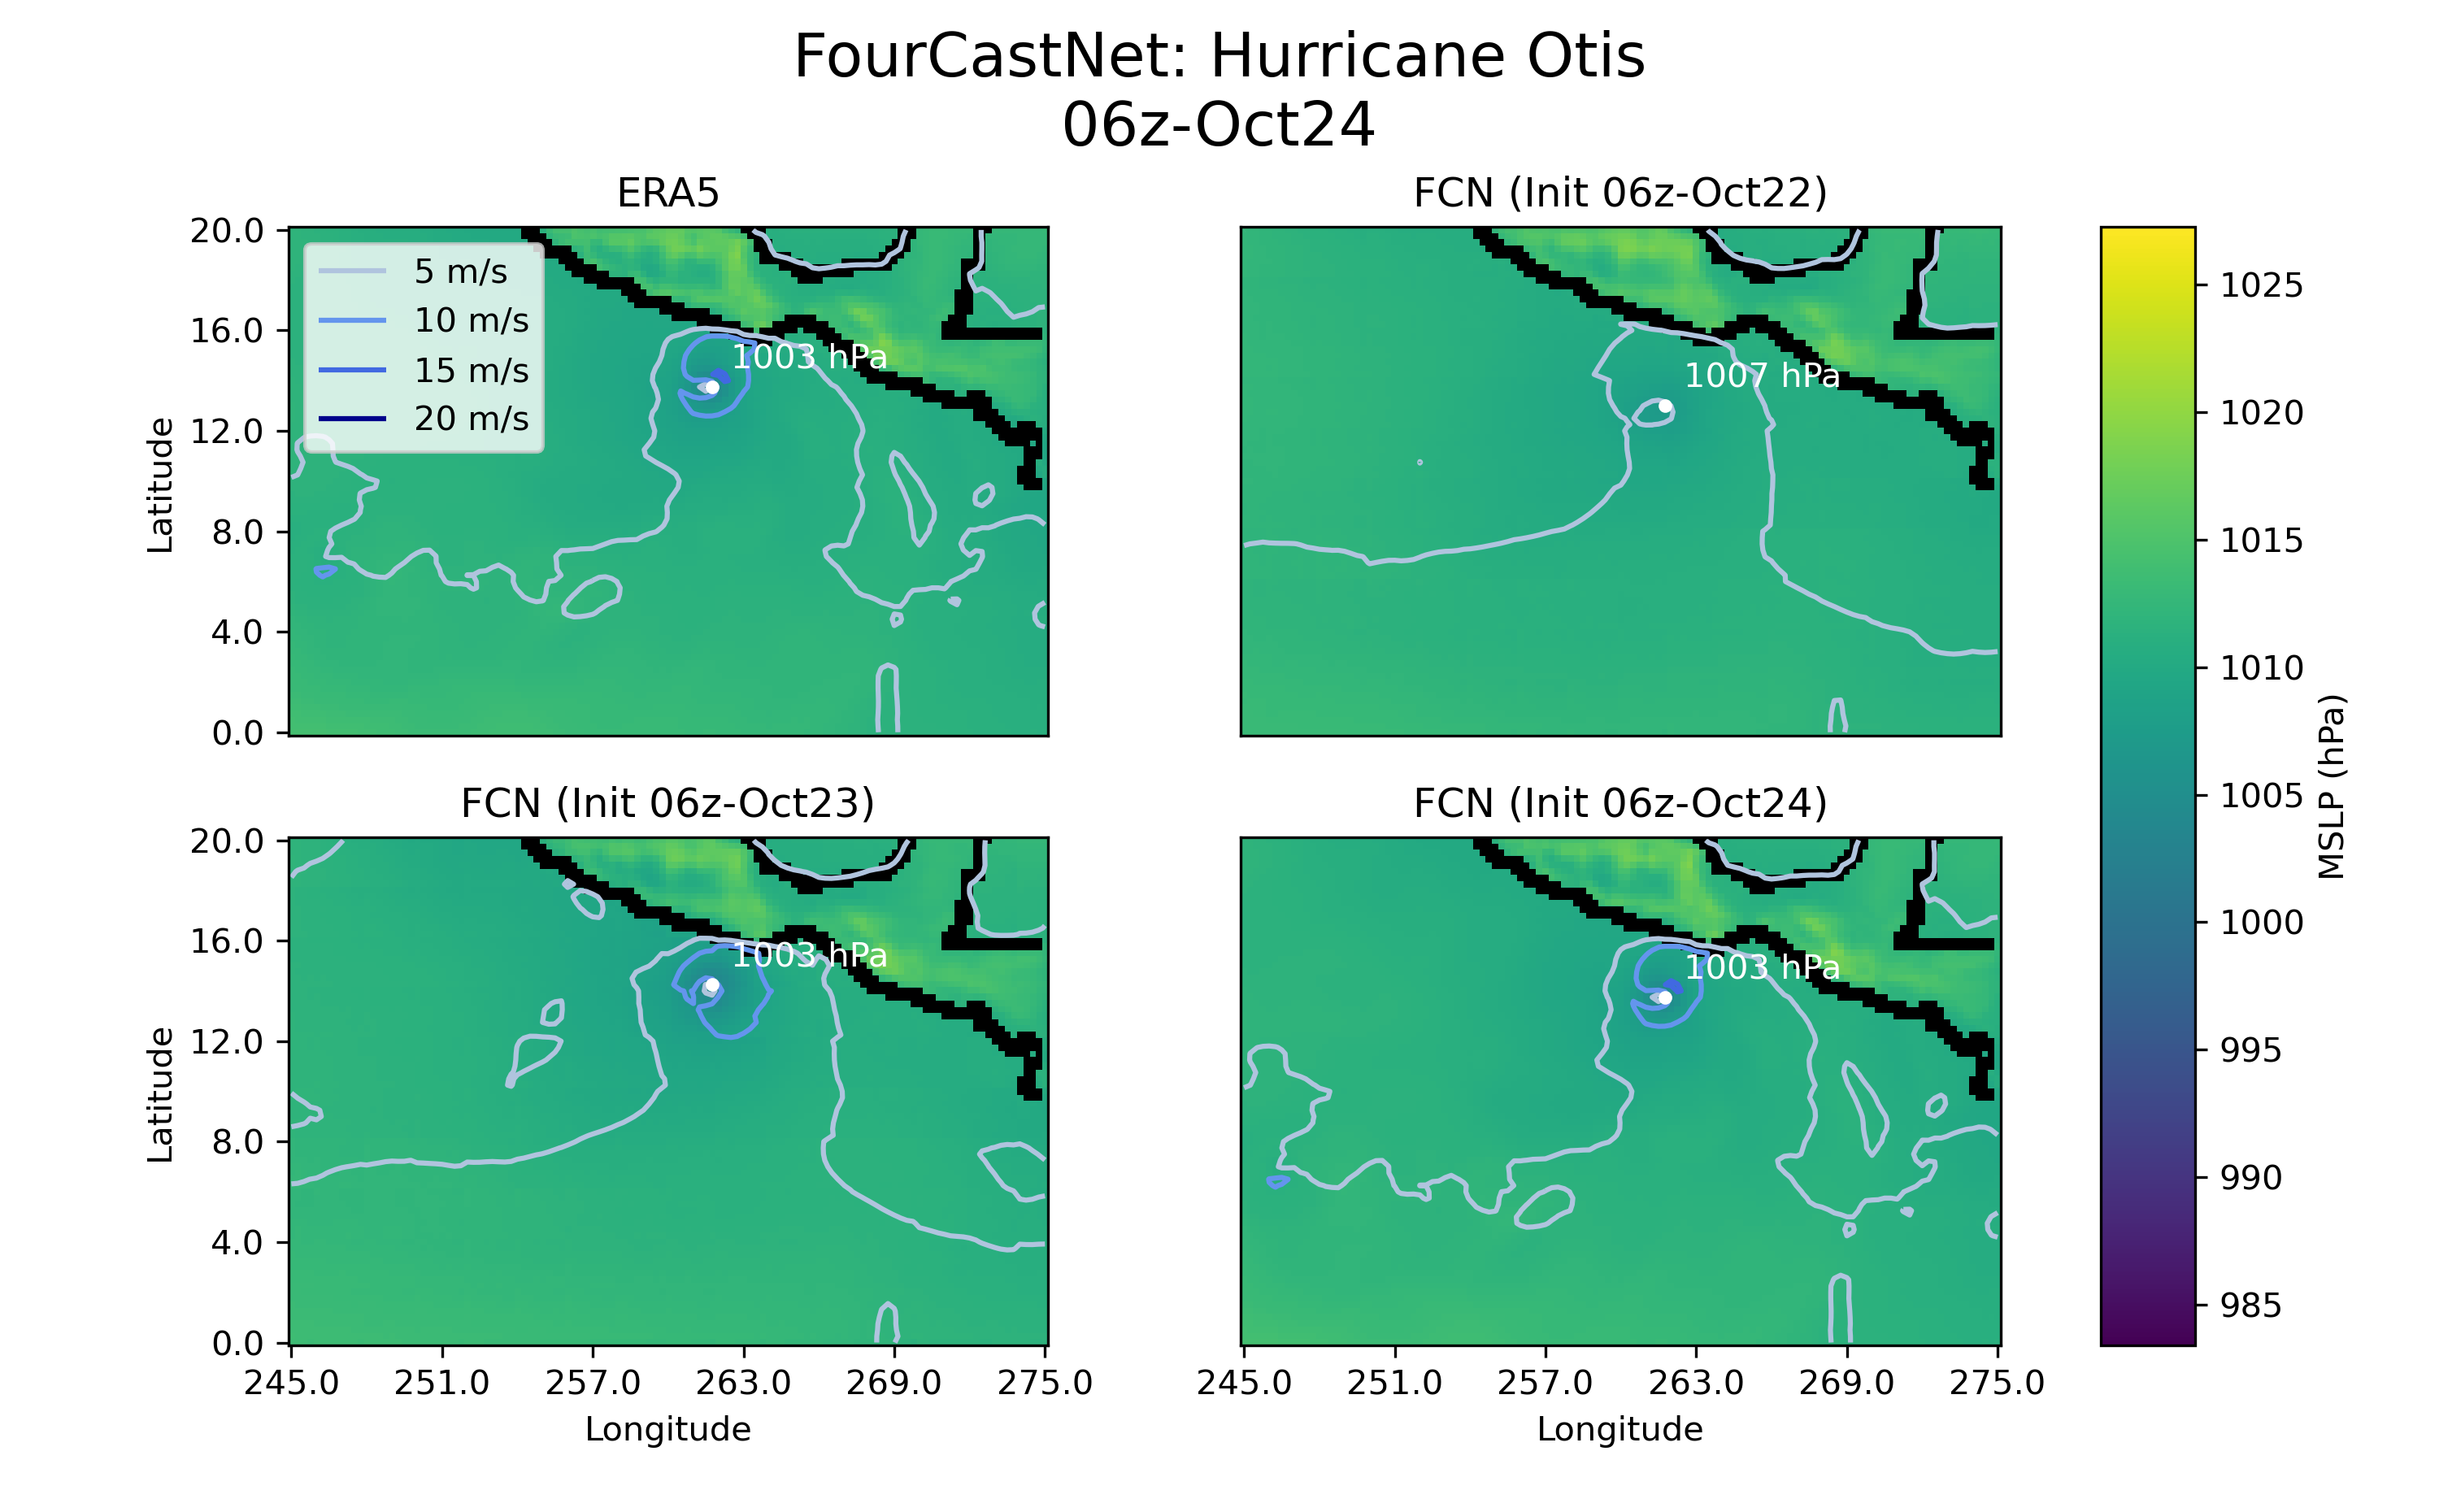 FourCastNet: Hurricane Otis
06z-Oct24
ERA5
20.0
16.0
12.0
8.0
4.0
0.0
Latitude
5 m/s
10 m/s
15 m/s
20 m/s
1003 hPa
FCN (Init 06z-Oct22)
1007 hPa
FCN (Init 06z-Oct23)
20.0
16.0
12.0
8.0
4.0
0.0
Latitude
1003 hPa
245.0 251.0 257.0 263.0 269.0 275.0
Longitude
FCN (Init 06z-Oct24)
1003 hPa
245.0 251.0 257.0 263.0 269.0 275.0
Longitude
1025
1020
1015
1010
1005
1000
995
990
985
MSLP (hPa)